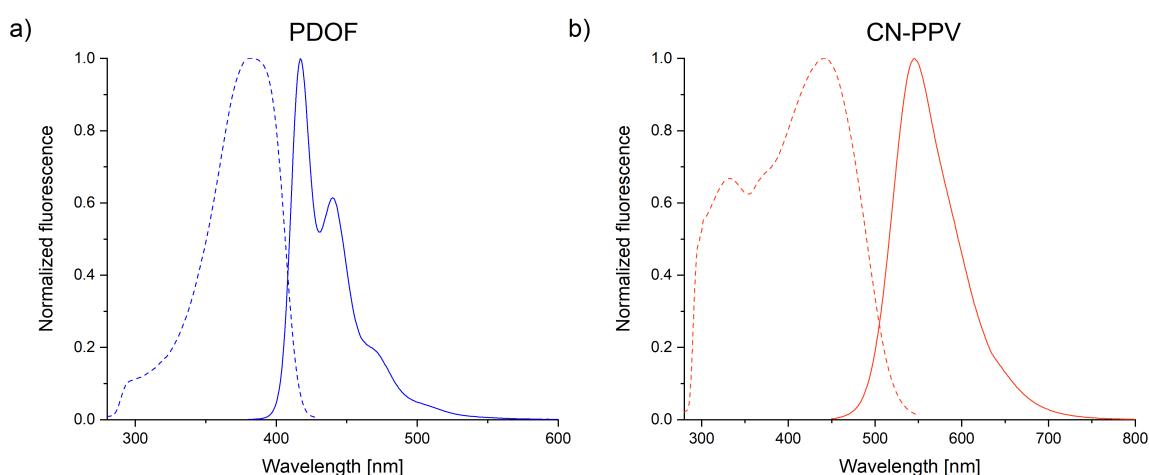 a)
PDOF
1.0
0.8
0.6
0.4
0.2
0.0
Normalized fluorescence
300
400
500
600
Wavelength [nm]
b)
CN-PPV
1.0
0.8
0.6
0.4
0.2
0.0
Normalized fluorescence
300
400
500
600
700
800
Wavelength [nm]